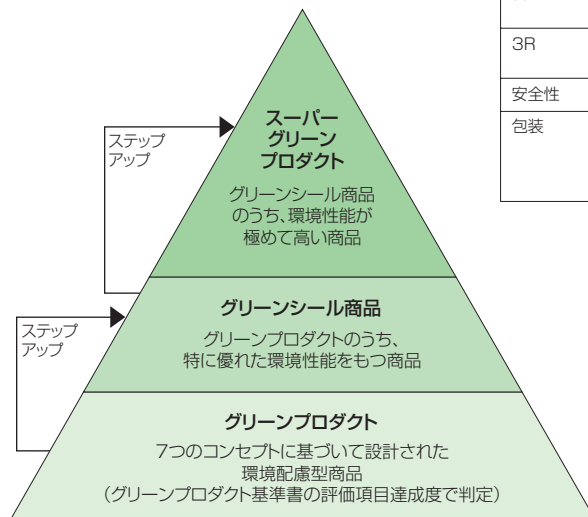 3R
安全性
包装
スーパー
グリーン
プロダクト
グリーンシール商品
のうち、環境性能が
極めて高い商品
ステップ
アップ
グリーンシール商品
グリーンプロダクトのうち、
特に優れた環境性能をもつ商品
ステップ
アップ
グリーンプロダクト
7つのコンセプトに基づいて設計された
環境配慮型商品
(グリーンプロダクト基準書の評価項目達成度で判定)